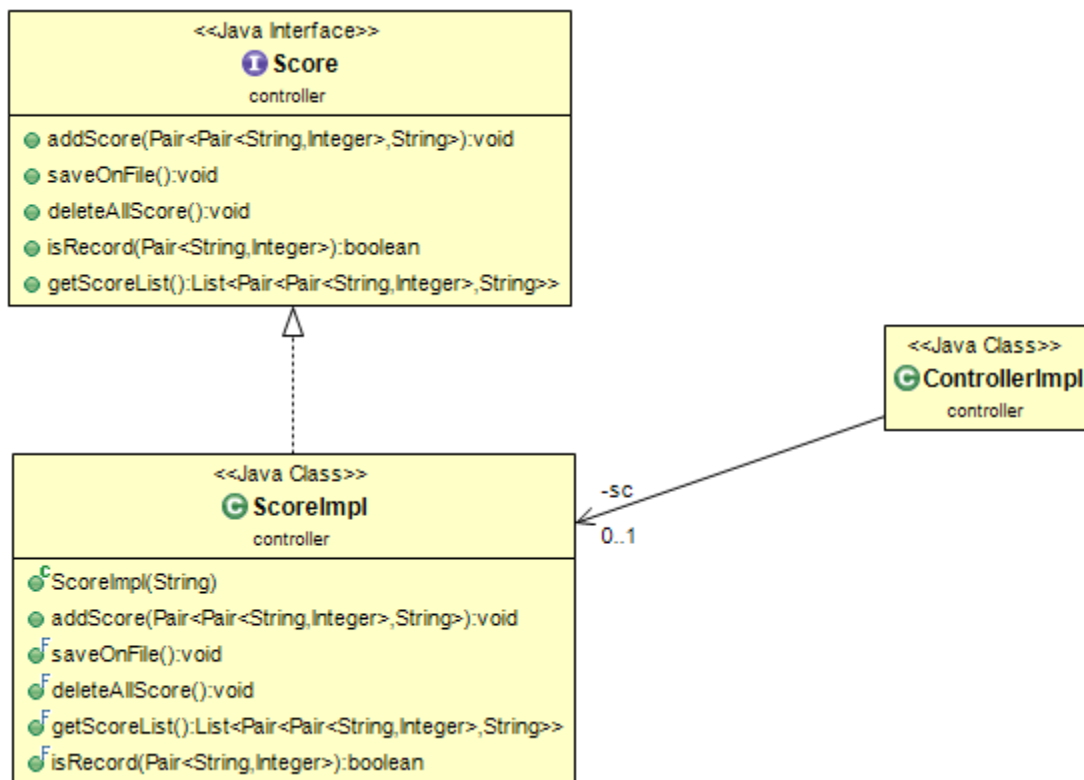 <<Java Interface>>
I Score
controller
addScore(Pair<Pair<String,Integer>,String>):void
saveOnFile():void
deleteAllScore():void
isRecord(Pair<String,Integer>):boolean
getScoreList():List<Pair<Pair<String,Integer>,String>>
<<Java Class>>
C ControllerImpl
controller
-sc
0..1
<<Java Class>>
C ScoreImpl
controller
C ScoreImpl(String)
addScore(Pair<Pair<String,Integer>,String>):void
F saveOnFile():void
F deleteAllScore():void
F getScoreList():List<Pair<Pair<String,Integer>,String>>
F isRecord(Pair<String,Integer>):boolean